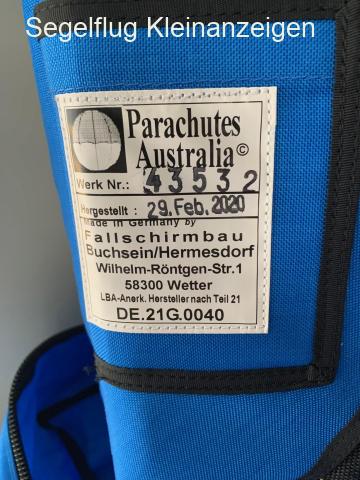 Segelflug Kleinanzeigen
Parachutes
Australia©
Werk Nr.: 43532
Hergestellt : 29. Feb. 2020
Made in Germany by
Fallschirmbau
Buchsein/Hermesdorf
Wilhelm-Röntgen-Str.1
58300 Wetter
LBA-Anerk. Hersteller nach Teil 21
DE.21G.0040